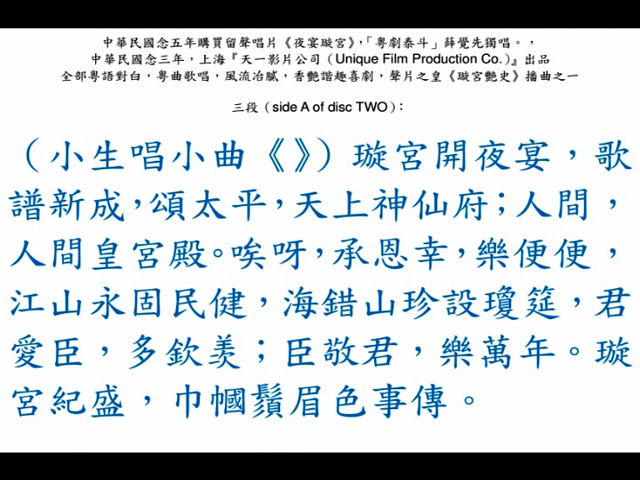 中華民國念五年購買留聲唱片《夜宴璇宮》,「粵劇泰斗」薛覺先獨唱。,
中華民國念三年,上海『天一影片公司(Unique Film Production Co.)』出品
全部粵語對白,粵曲歌唱,風流冶膩,香艷諧趣喜劇,聲片之皇《璇宮艷史》播曲之一
三段(side A of disc TWO):
(小生唱小曲《》)璇宮開夜宴,歌
譜新成,頌太平,天上神仙府;人間,
人間皇宮殿。唉呀,承恩幸,樂便便,
江山永固民健,海錯山珍設瓊筵,君
愛臣,多欽羨;臣敬君,樂萬年。璇
宮紀盛,巾幗鬚眉色事傳。